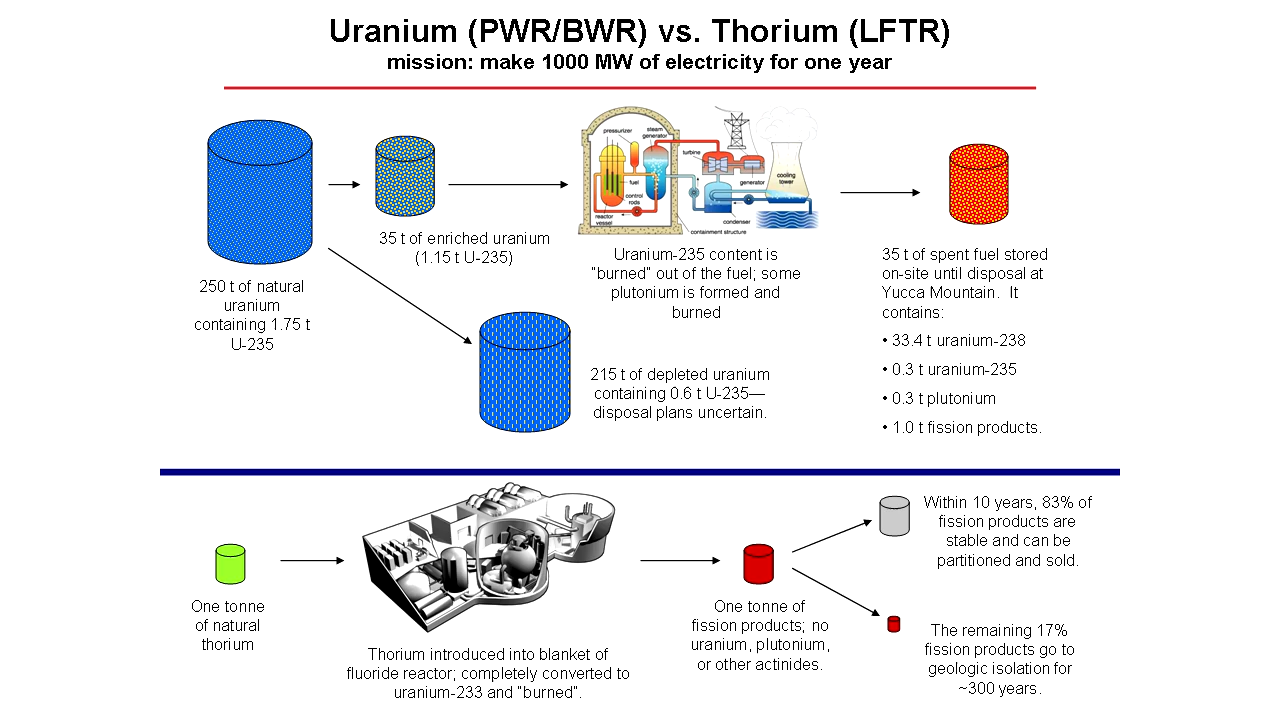 Uranium (PWR/BWR) vs. Thorium (LFTR)
mission: make 1000 MW of electricity for one year
250 t of natural
uranium
containing 1.75 t
U-235
35 t of enriched uranium
(1.15 t U-235)
pressurizer
steam
generator
turbine
fuel
control
rods
reactor
vessel
generator
cooling
tower
condenser
containment structure
Uranium-235 content is
“burned” out of the fuel; some
plutonium is formed and
burned
35 t of spent fuel stored
on-site until disposal at
Yucca Mountain. It
contains:
• 33.4 t uranium-238
• 0.3 t uranium-235
• 0.3 t plutonium
• 1.0 t fission products.
215 t of depleted uranium
containing 0.6 t U-235—
disposal plans uncertain.
One tonne
of natural
thorium
Thorium introduced into blanket of
fluoride reactor; completely converted to
uranium-233 and “burned”.
One tonne of
fission products; no
uranium, plutonium,
or other actinides.
Within 10 years, 83% of
fission products are
stable and can be
partitioned and sold.
The remaining 17%
fission products go to
geologic isolation for
~300 years.